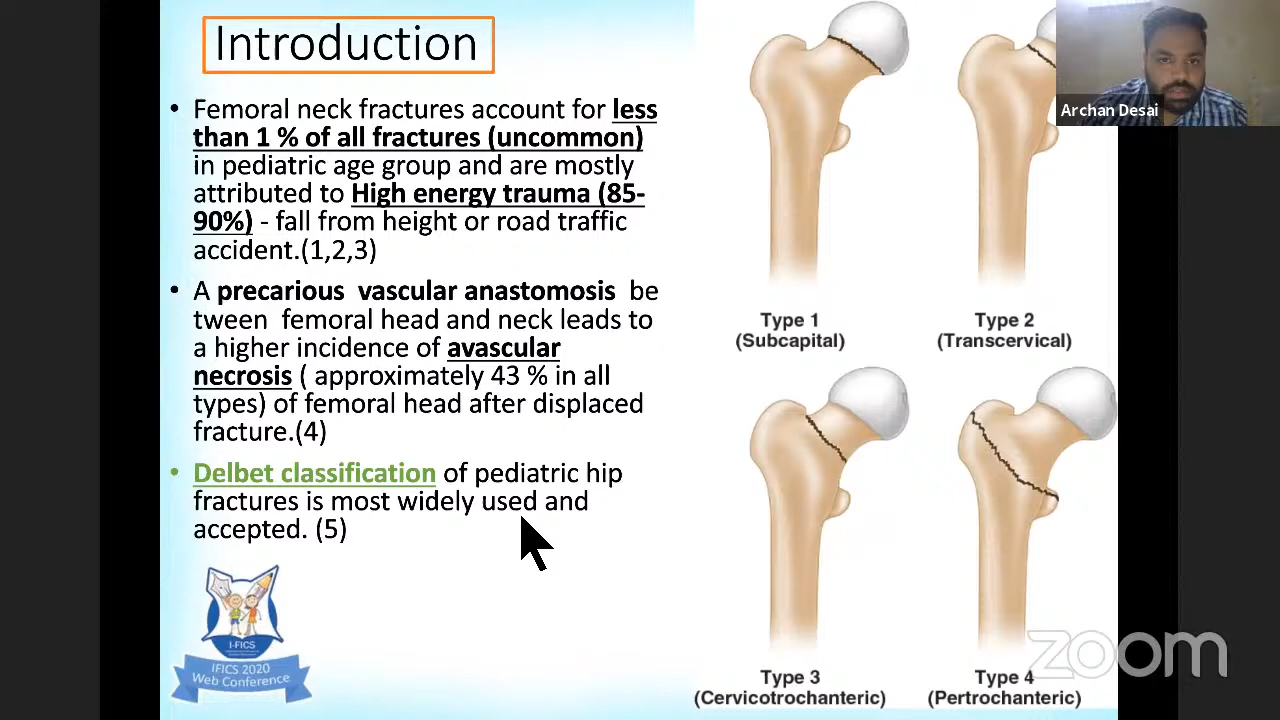 Introduction
• Femoral neck fractures account for less
than 1 % of all fractures (uncommon)
in pediatric age group and are mostly
attributed to High energy trauma (85-
90%) - fall from height or road traffic
accident.(1,2,3)
• A precarious vascular anastomosis be
tween femoral head and neck leads to
a higher incidence of avascular
necrosis ( approximately 43 % in all
types) of femoral head after displaced
fracture.(4)
• Delbet classification of pediatric hip
fractures is most widely used and
accepted. (5)
I-FICS
IFICS 2020
Web Conference
Archan Desai
Type 1
(Subcapital)
Type 2
(Transcervical)
Type 3
(Cervicotrochanteric)
Type 4
(Pertrochanteric)
zoom